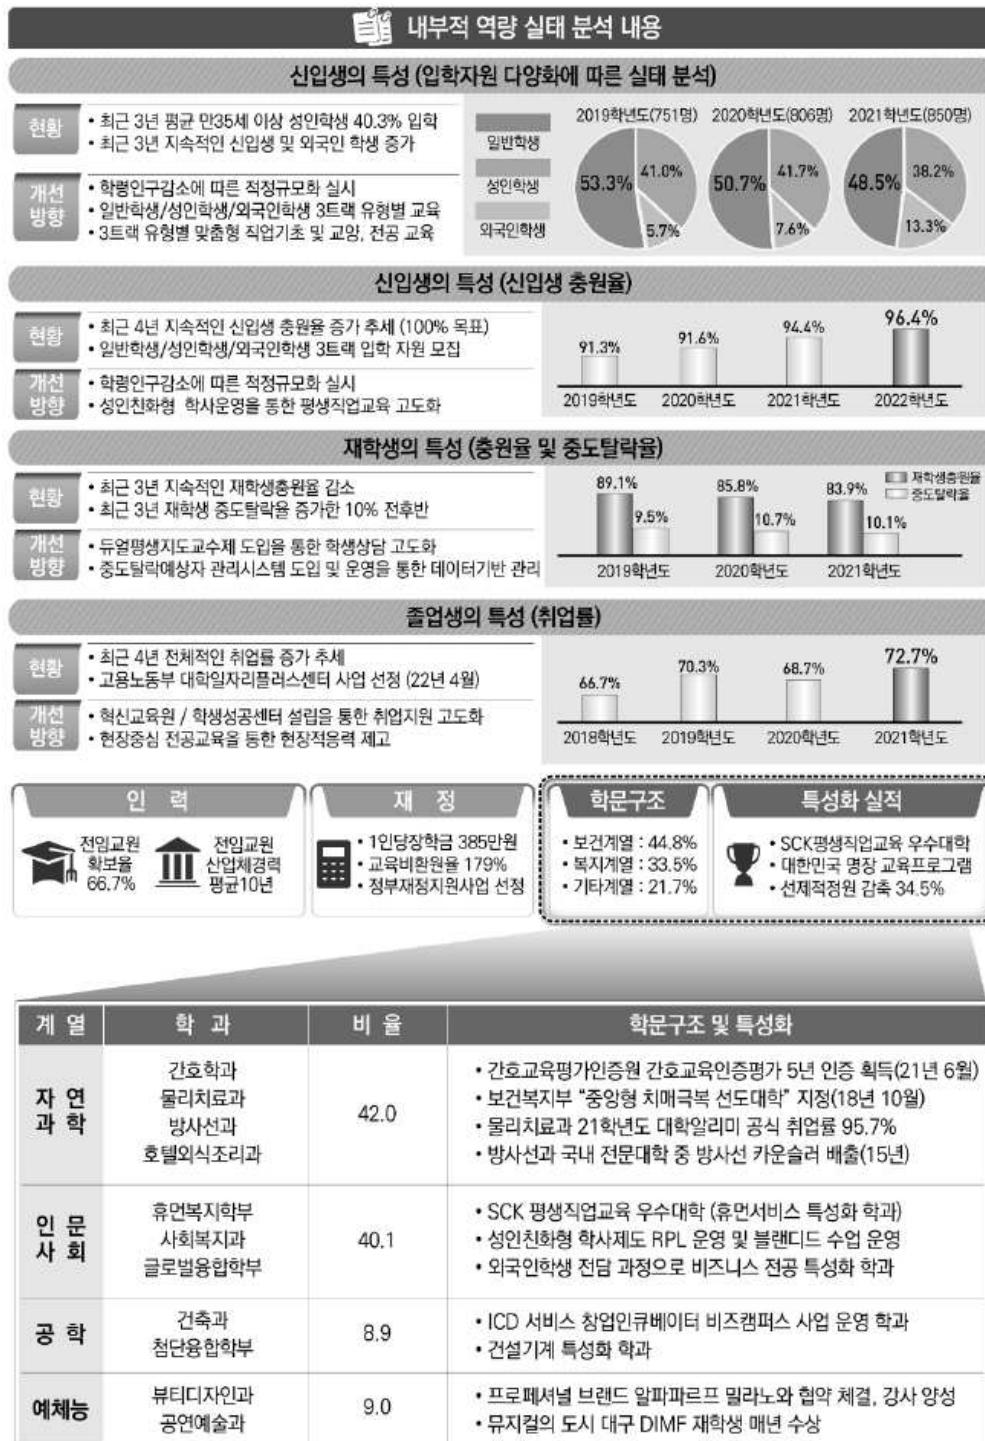 내부적 역량 실태 분석 내용
신입생의 특성 (입학자원 다양화에 따른 실태 분석)
현황
• 최근 3년 평균 만35세 이상 성인학생 40.3% 입학
• 최근 3년 지속적인 신입생 및 외국인 학생 증가
개선
방향
• 학령인구감소에 따른 적정규모화 실시
• 일반학생/성인학생/외국인학생 3트랙 유형별 교육
• 3트랙 유형별 맞춤형 직업기초 및 교양, 전공 교육
일반학생
성인학생
외국인학생
2019학년도(751명) 2020학년도(806명) 2021학년도(850명)
53.3% 41.0% 5.7%
50.7% 41.7% 7.6%
48.5% 38.2% 13.3%
신입생의 특성 (신입생 충원율)
현황
• 최근 4년 지속적인 신입생 충원율 증가 추세 (100% 목표)
• 일반학생/성인학생/외국인학생 3트랙 입학 자원 모집
개선
방향
• 학령인구감소에 따른 적정규모화 실시
• 성인친화형 학사운영을 통한 평생직업교육 고도화
91.3% 91.6% 94.4% 96.4%
2019학년도 2020학년도 2021학년도 2022학년도
재학생의 특성 (충원율 및 중도탈락율)
현황
• 최근 3년 지속적인 재학생충원율 감소
• 최근 3년 재학생 중도탈락율 증가한 10% 전후반
개선
방향
• 듀얼평생지도교수제 도입을 통한 학생상담 고도화
• 중도탈락예상자 관리시스템 도입 및 운영을 통한 데이터기반 관리
재학생충원율
중도탈락율
89.1% 9.5% 85.8% 10.7% 83.9% 10.1%
2019학년도 2020학년도 2021학년도
졸업생의 특성 (취업률)
현황
• 최근 4년 전체적인 취업률 증가 추세
• 고용노동부 대학일자리플러스센터 사업 선정 (22년 4월)
개선
방향
• 혁신교육원 / 학생성공센터 설립을 통한 취업지원 고도화
• 현장중심 전공교육을 통한 현장적응력 제고
66.7% 70.3% 68.7% 72.7%
2018학년도 2019학년도 2020학년도 2021학년도
인 력
전임교원
확보율
66.7%
전임교원
산업체경력
평균10년
재 정
• 1인당장학금 385만원
• 교육비환원율 179%
• 정부재정지원사업 선정
학문구조
• 보건계열 : 44.8%
• 복지계열 : 33.5%
• 기타계열 : 21.7%
특성화 실적
• SCK평생직업교육 우수대학
• 대한민국 명장 교육프로그램
• 선제적정원 감축 34.5%
계 열 학 과 비 율 학문구조 및 특성화
자 연
과 학
간호학과
물리치료과
방사선과
호텔외식조리과
42.0
• 간호교육평가인증원 간호교육인증평가 5년 인증 획득(21년 6월)
• 보건복지부 “중앙형 치매극복 선도대학” 지정(18년 10월)
• 물리치료과 21학년도 대학알리미 공식 취업률 95.7%
• 방사선과 국내 전문대학 중 방사선 카운슬러 배출(15년)
인 문
사 회
휴먼복지학부
사회복지과
글로벌융합학부
40.1
• SCK 평생직업교육 우수대학 (휴먼서비스 특성화 학과)
• 성인친화형 학사제도 RPL 운영 및 블랜디드 수업 운영
• 외국인학생 전담 과정으로 비즈니스 전공 특성화 학과
공 학
건축과
첨단융합학부
8.9
• ICD 서비스 창업인큐베이터 비즈캠퍼스 사업 운영 학과
• 건설기계 특성화 학과
예체능
뷰티디자인과
공연예술과
9.0
• 프로페셔널 브랜드 알파파르프 밀라노와 협약 체결, 강사 양성
• 뮤지컬의 도시 대구 DIMF 재학생 매년 수상